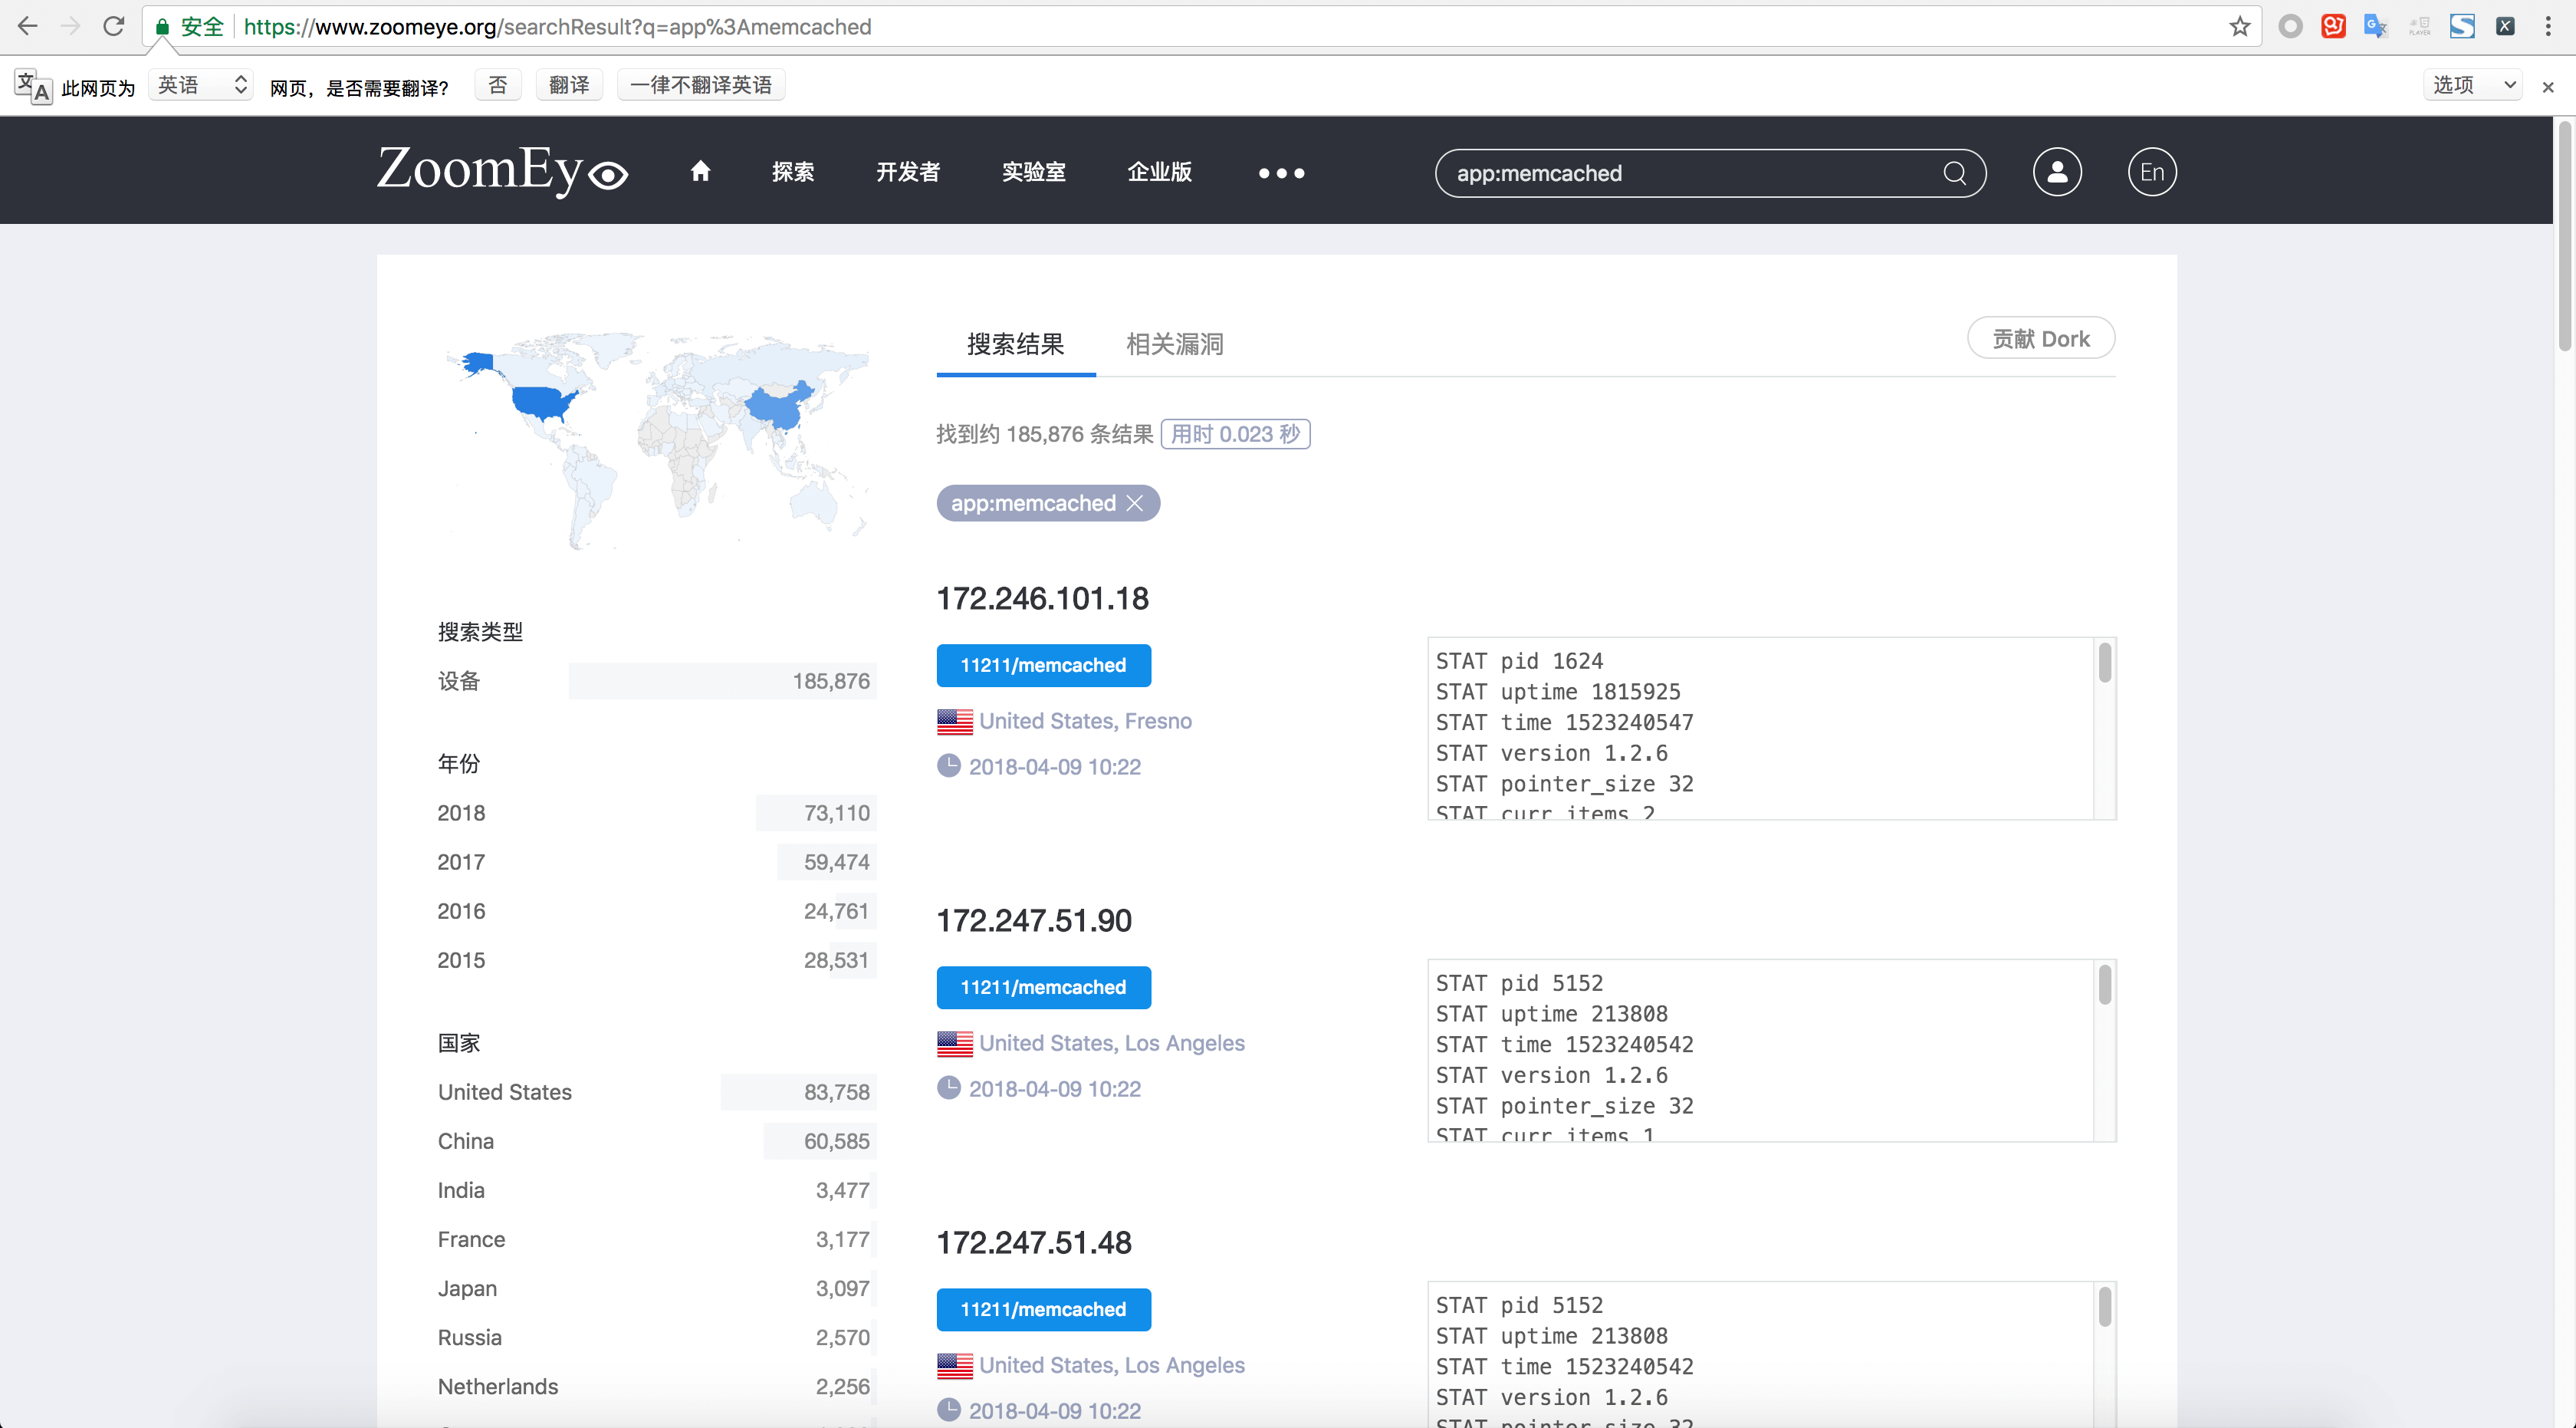 安全 https://www.zoomeye.org/searchResult?q=app%3Amemcached
此网页为 英语 网页，是否需要翻译？ 否 翻译 一律不翻译英语 选项
ZoomEye 探索 开发者 实验室 企业版 app:memcached En
搜索结果 相关漏洞 贡献 Dork
找到约 185,876 条结果 用时 0.023 秒
app:memcached
搜索类型
设备 185,876
年份
2018 73,110
2017 59,474
2016 24,761
2015 28,531
国家
United States 83,758
China 60,585
India 3,477
France 3,177
Japan 3,097
Russia 2,570
Netherlands 2,256
172.246.101.18
11211/memcached
United States, Fresno
2018-04-09 10:22
STAT pid 1624
STAT uptime 1815925
STAT time 1523240547
STAT version 1.2.6
STAT pointer_size 32
STAT curr_items 2
172.247.51.90
11211/memcached
United States, Los Angeles
2018-04-09 10:22
STAT pid 5152
STAT uptime 213808
STAT time 1523240542
STAT version 1.2.6
STAT pointer_size 32
STAT curr_items 1
172.247.51.48
11211/memcached
United States, Los Angeles
2018-04-09 10:22
STAT pid 5152
STAT uptime 213808
STAT time 1523240542
STAT version 1.2.6
STAT pointer_size 32